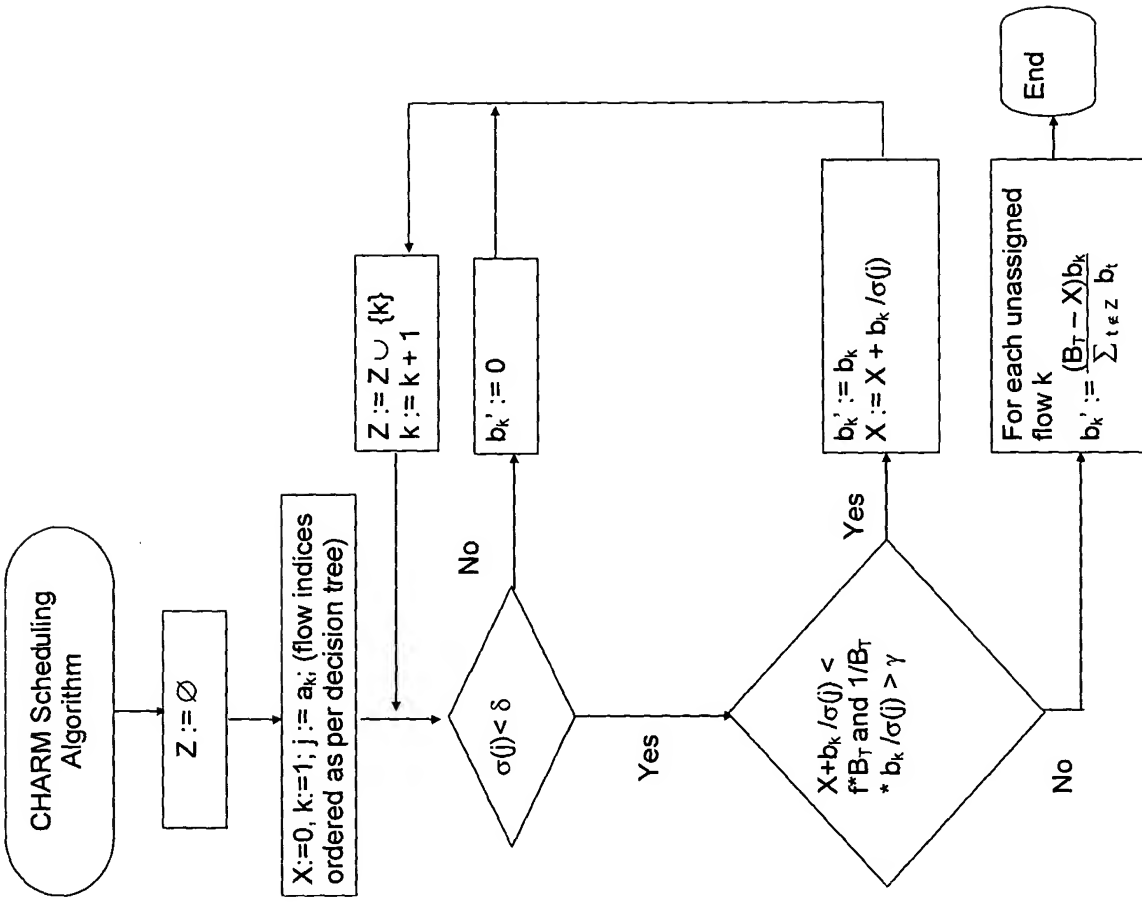 CHARM Scheduling
Algorithm
Z := ∅
X:=0, k:=1; j := aₖ; (flow indices
ordered as per decision tree)
Z := Z ∪ {k}
k := k + 1
σ(j) < δ
No
bₖ' := 0
Yes
X+bₖ /σ(j) <
f*B_T and 1/B_T
* bₖ /σ(j) > γ
Yes
bₖ' := bₖ
X := X + bₖ /σ(j)
No
For each unassigned
flow k
bₖ' := (B_T – X)bₖ
∑ t ∉ Z bₜ
End